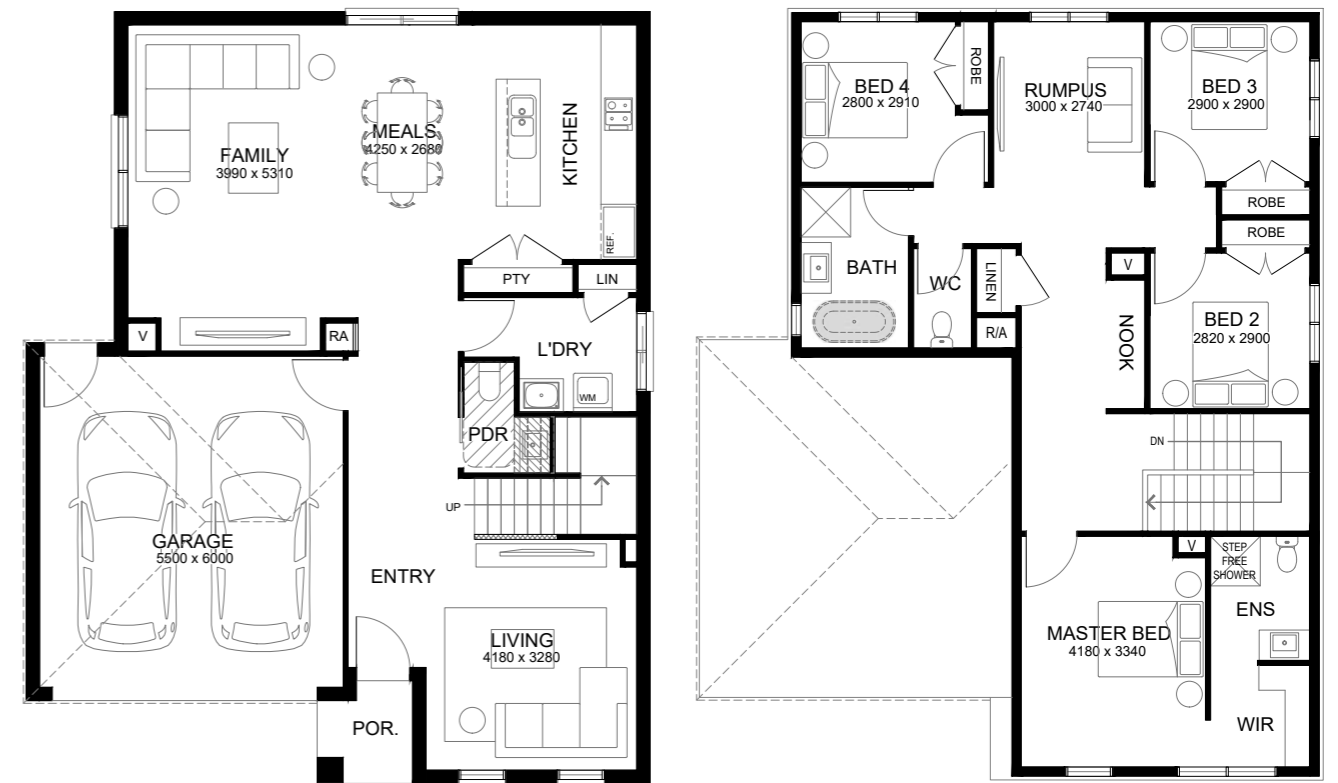 FAMILY
3990 x 5310
MEALS
4250 x 2680
KITCHEN
REF.
PTY
LIN
V
RA
L'DRY
WM
PDR
UP
GARAGE
5500 x 6000
ENTRY
LIVING
4180 x 3280
POR.
BED 4
2800 x 2910
ROBE
RUMPUS
3000 x 2740
BED 3
2900 x 2900
ROBE
ROBE
BATH
WC
LINEN
R/A
V
NOOK
BED 2
2820 x 2900
DN
V
STEP
FREE
SHOWER
ENS
MASTER BED
4180 x 3340
WIR